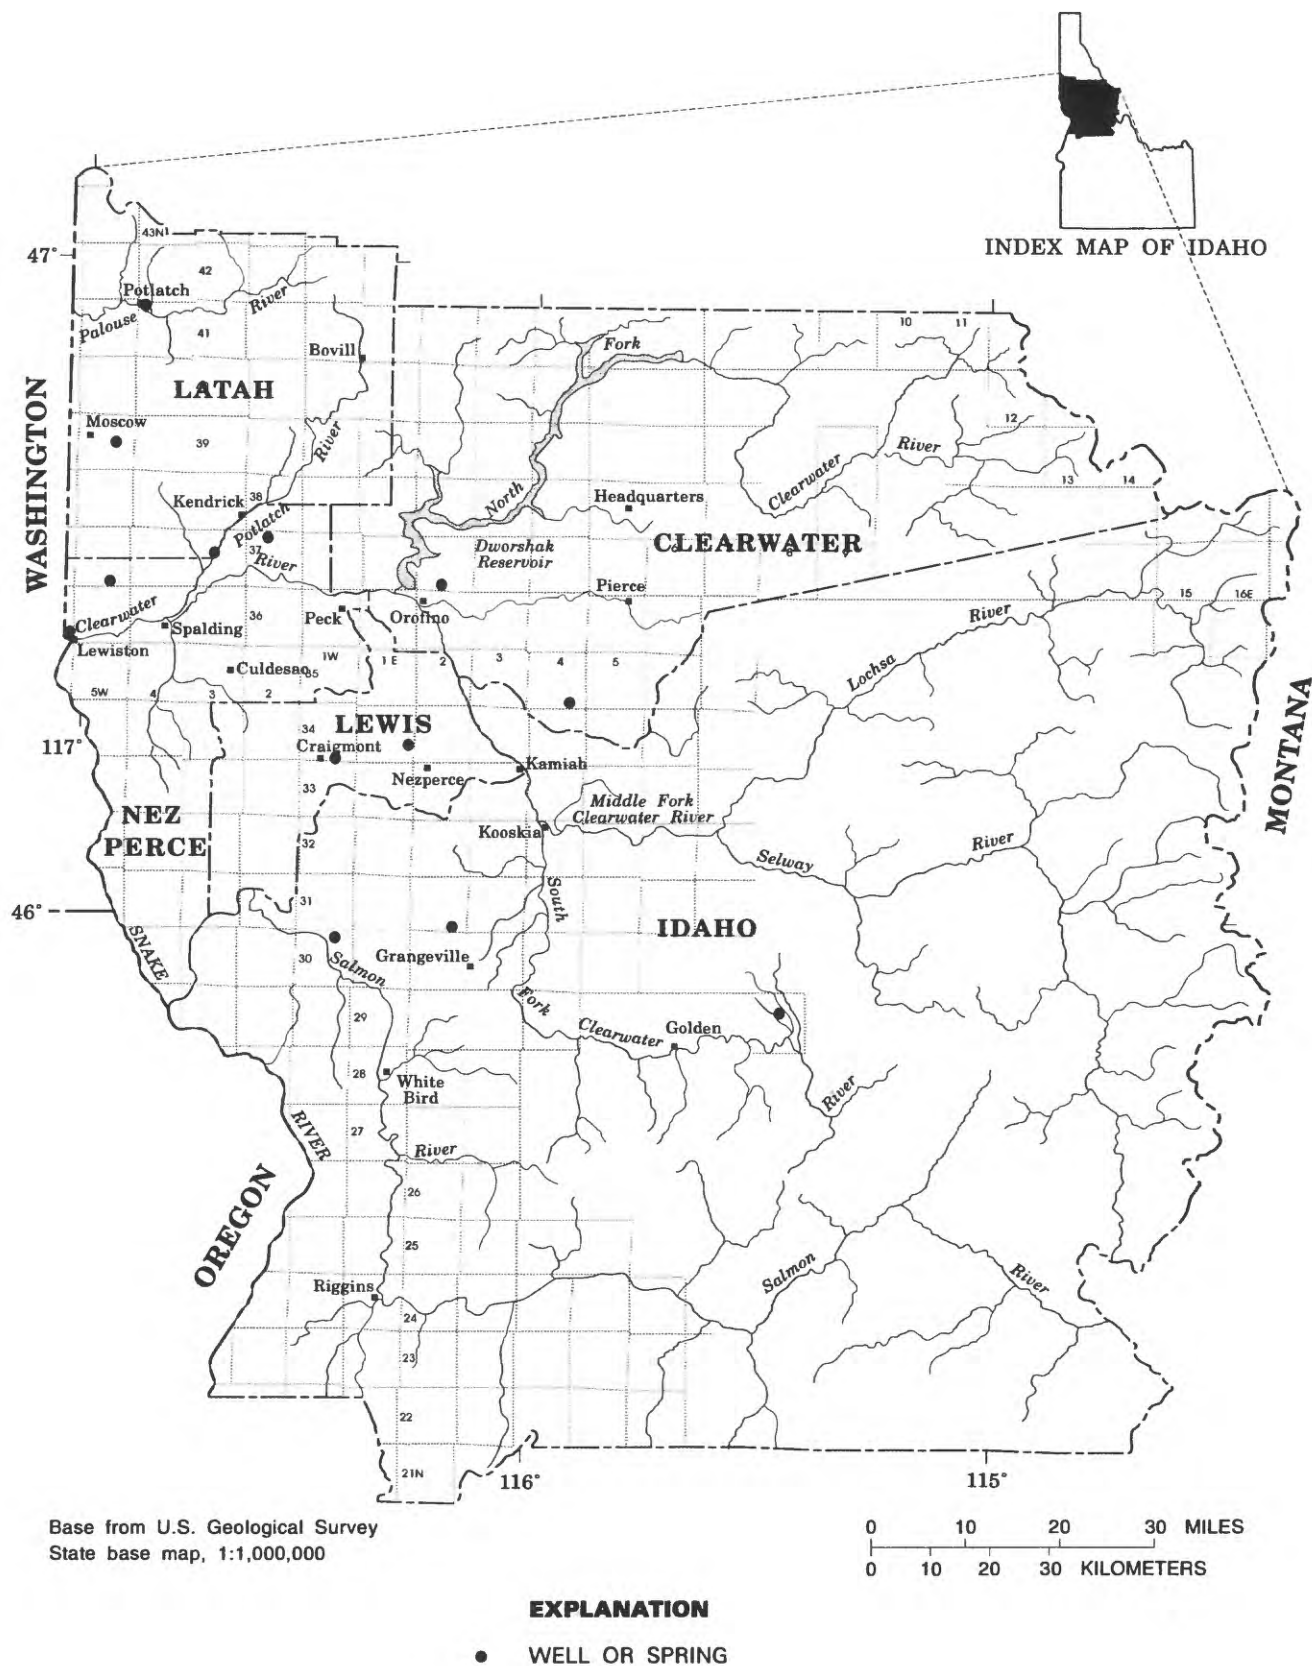 INDEX MAP OF IDAHO
47°
43N
42
Potlatch
River
Palouse
41
10
11
Fork
Bovill
WASHINGTON
LATAH
Moscow
39
River
12
River
Clearwater
13
14
38
Kendrick
North
Headquarters
Potlatch
37
River
Dworshak
Reservoir
CLEARWATER
8
Pierce
15
16E
Clearwater
36
Peck
Orofino
River
Spalding
Lewiston
Culdesac
35
1W
1E
2
3
4
5
Lochsa
5W
4
3
2
34
LEWIS
117°
Craigmont
Nezperce
Kamiah
MONTANA
33
Middle Fork
Clearwater River
NEZ
PERCE
32
Kooskia
Selway
River
31
South
46°
SNAKE
IDAHO
30
Salmon
Grangeville
29
Fork
Clearwater
Golden
28
White
Bird
River
27
RIVER
River
26
OREGON
25
Salmon
River
Riggins
24
23
22
21N
116°
115°
Base from U.S. Geological Survey
State base map, 1:1,000,000
0 10 20 30 MILES
0 10 20 30 KILOMETERS
EXPLANATION
WELL OR SPRING